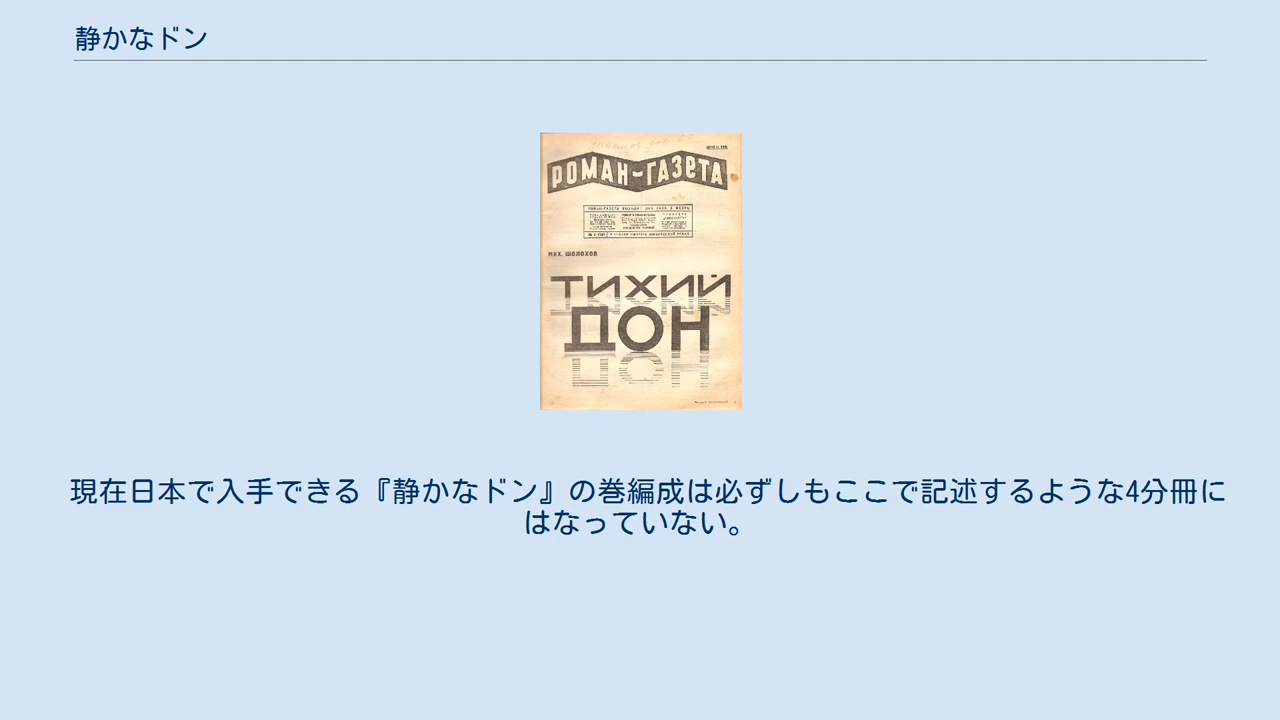 静かなドン
РОМАН-ГАЗЕТА
МИХ. ШОЛОХОВ
ТИХИЙ
ДОН
現在日本で入手できる『静かなドン』の巻編成は必ずしもここで記述するような4分冊に
はなっていない。